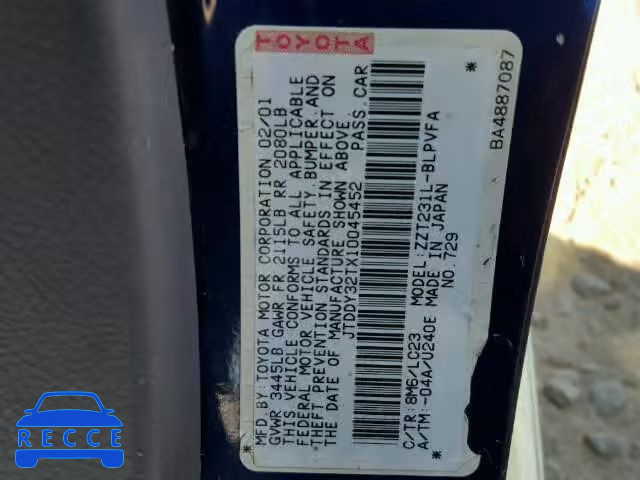 TOYOTA
MFD.BY:TOYOTA MOTOR CORPORATION 02/01
GVWR 3445LB GAWR FR 2115LB RR 2080LB
THIS VEHICLE CONFORMS TO ALL APPLICABLE
FEDERAL MOTOR VEHICLE SAFETY, BUMPER,AND
THEFT PREVENTION STANDARDS IN EFFECT ON
THE DATE OF MANUFACTURE SHOWN ABOVE.
JTDDY32TX10045452 PASS.CAR
C/TR:8M6/LC23 MODEL:ZZT231L-BLPVFA
A/TM:-04A/U240E MADE IN JAPAN
NO.729
* *
BA4887087
RECCE